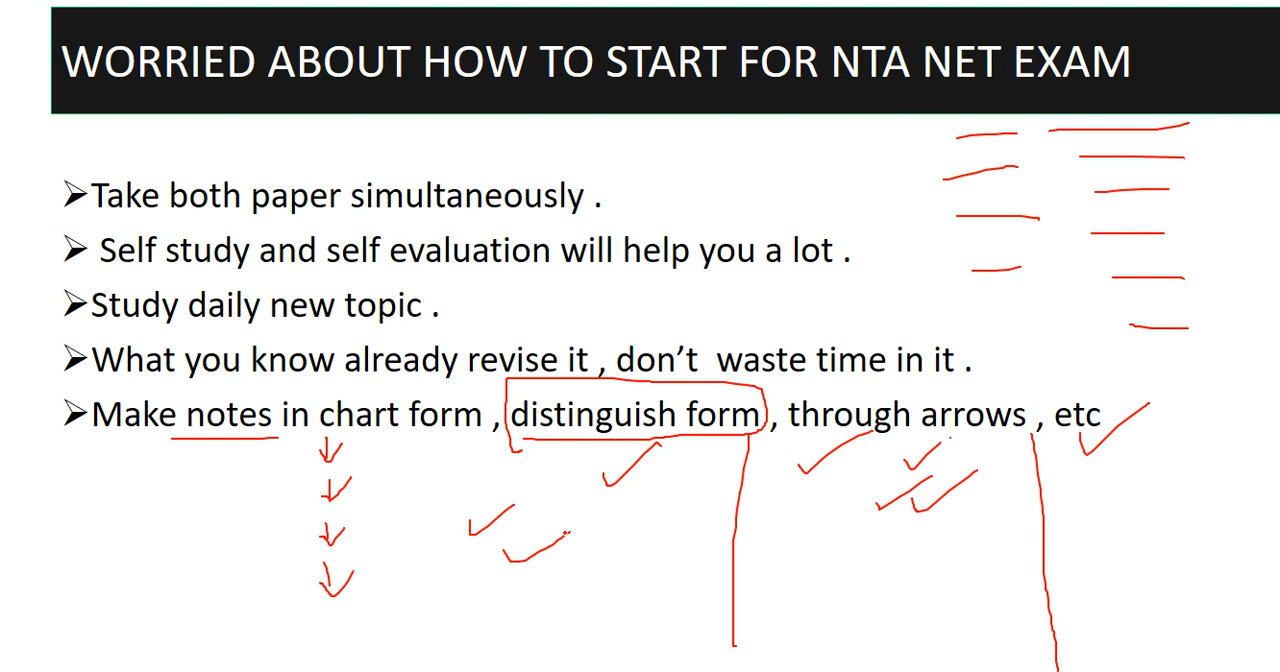 WORRIED ABOUT HOW TO START FOR NTA NET EXAM
➢Take both paper simultaneously .
➢ Self study and self evaluation will help you a lot .
➢Study daily new topic .
➢What you know already revise it , don’t waste time in it .
➢Make notes in chart form , distinguish form , through arrows , etc